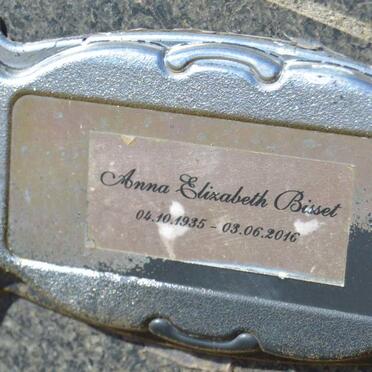 Anna Elizabeth Bisset
04.10.1935 - 03.06.2016